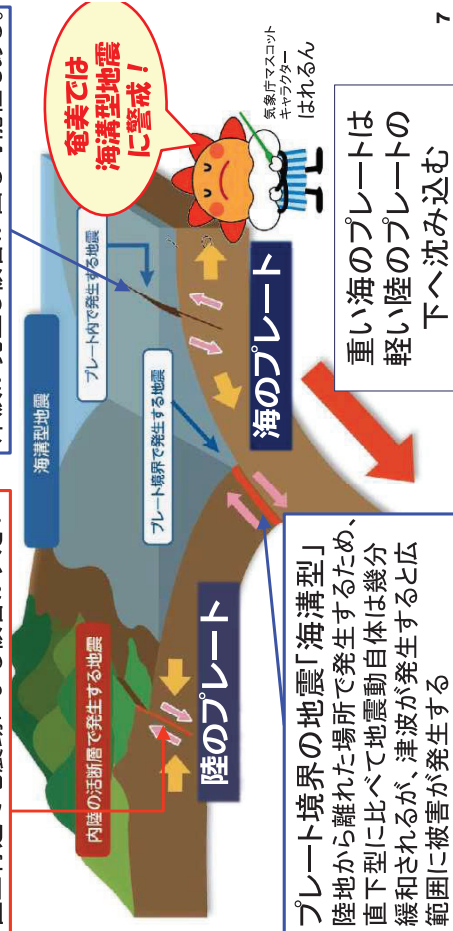 奄美では
海溝型地震
に警戒！
気象庁マスコット
キャラクター
はれるん
海溝型地震
プレート内で発生する地震
プレート境界で発生する地震
内陸の活断層で発生する地震
陸のプレート
海のプレート
プレート境界の地震「海溝型」
陸地から離れた場所で発生するため、
直下型に比べて地震動自体は幾分
緩和されるが、津波が発生すると広
範囲に被害が発生する
重い海のプレートは
軽い陸のプレートの
下へ沈み込む
7